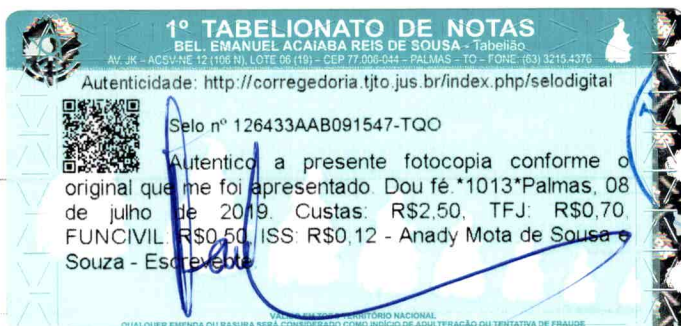 1º TABELIONATO DE NOTAS
BEL. EMANUEL ACAIABA REIS DE SOUSA - Tabelião
AV. JK - ACSV-NE 12 (106 N), LOTE 06 (19) - CEP 77.006-044 - PALMAS - TO - FONE: (63) 3215.4376
Autenticidade: http://corregedoria.tjto.jus.br/index.php/selodigital
Selo nº 126433AAB091547-TQO
Autentico a presente fotocopia conforme o
original que me foi apresentado. Dou fé.*1013*Palmas, 08
de julho de 2019. Custas: R$2,50, TFJ: R$0,70,
FUNCIVIL: R$0,50, ISS: R$0,12 - Anady Mota de Sousa e
Souza - Escrevente
VÁLIDO EM TODO TERRITÓRIO NACIONAL
QUALQUER EMENDA OU RASURA SERÁ CONSIDERADO COMO INDÍCIO DE ADULTERAÇÃO OU TENTATIVA DE FRAUDE